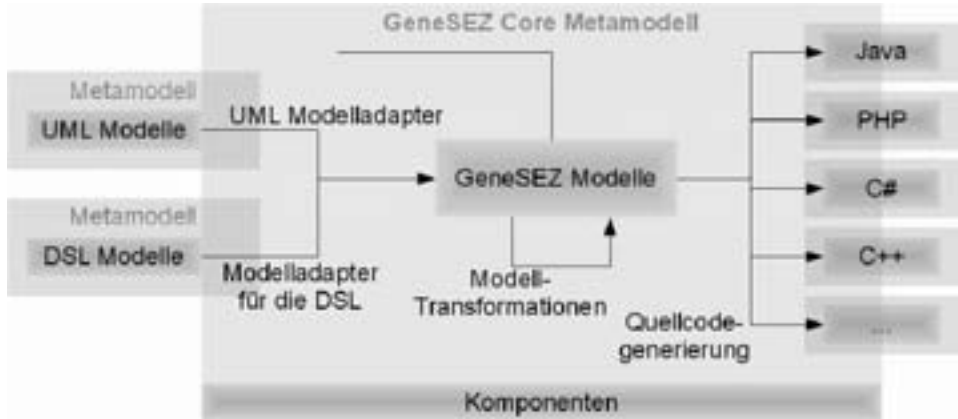 GeneSEZ Core Metamodell
Metamodell
UML Modelle
UML Modelladapter
Metamodell
DSL Modelle
Modelladapter
für die DSL
GeneSEZ Modelle
Modell-
Transformationen
Quellcode-
generierung
Java
PHP
C#
C++
...
Komponenten